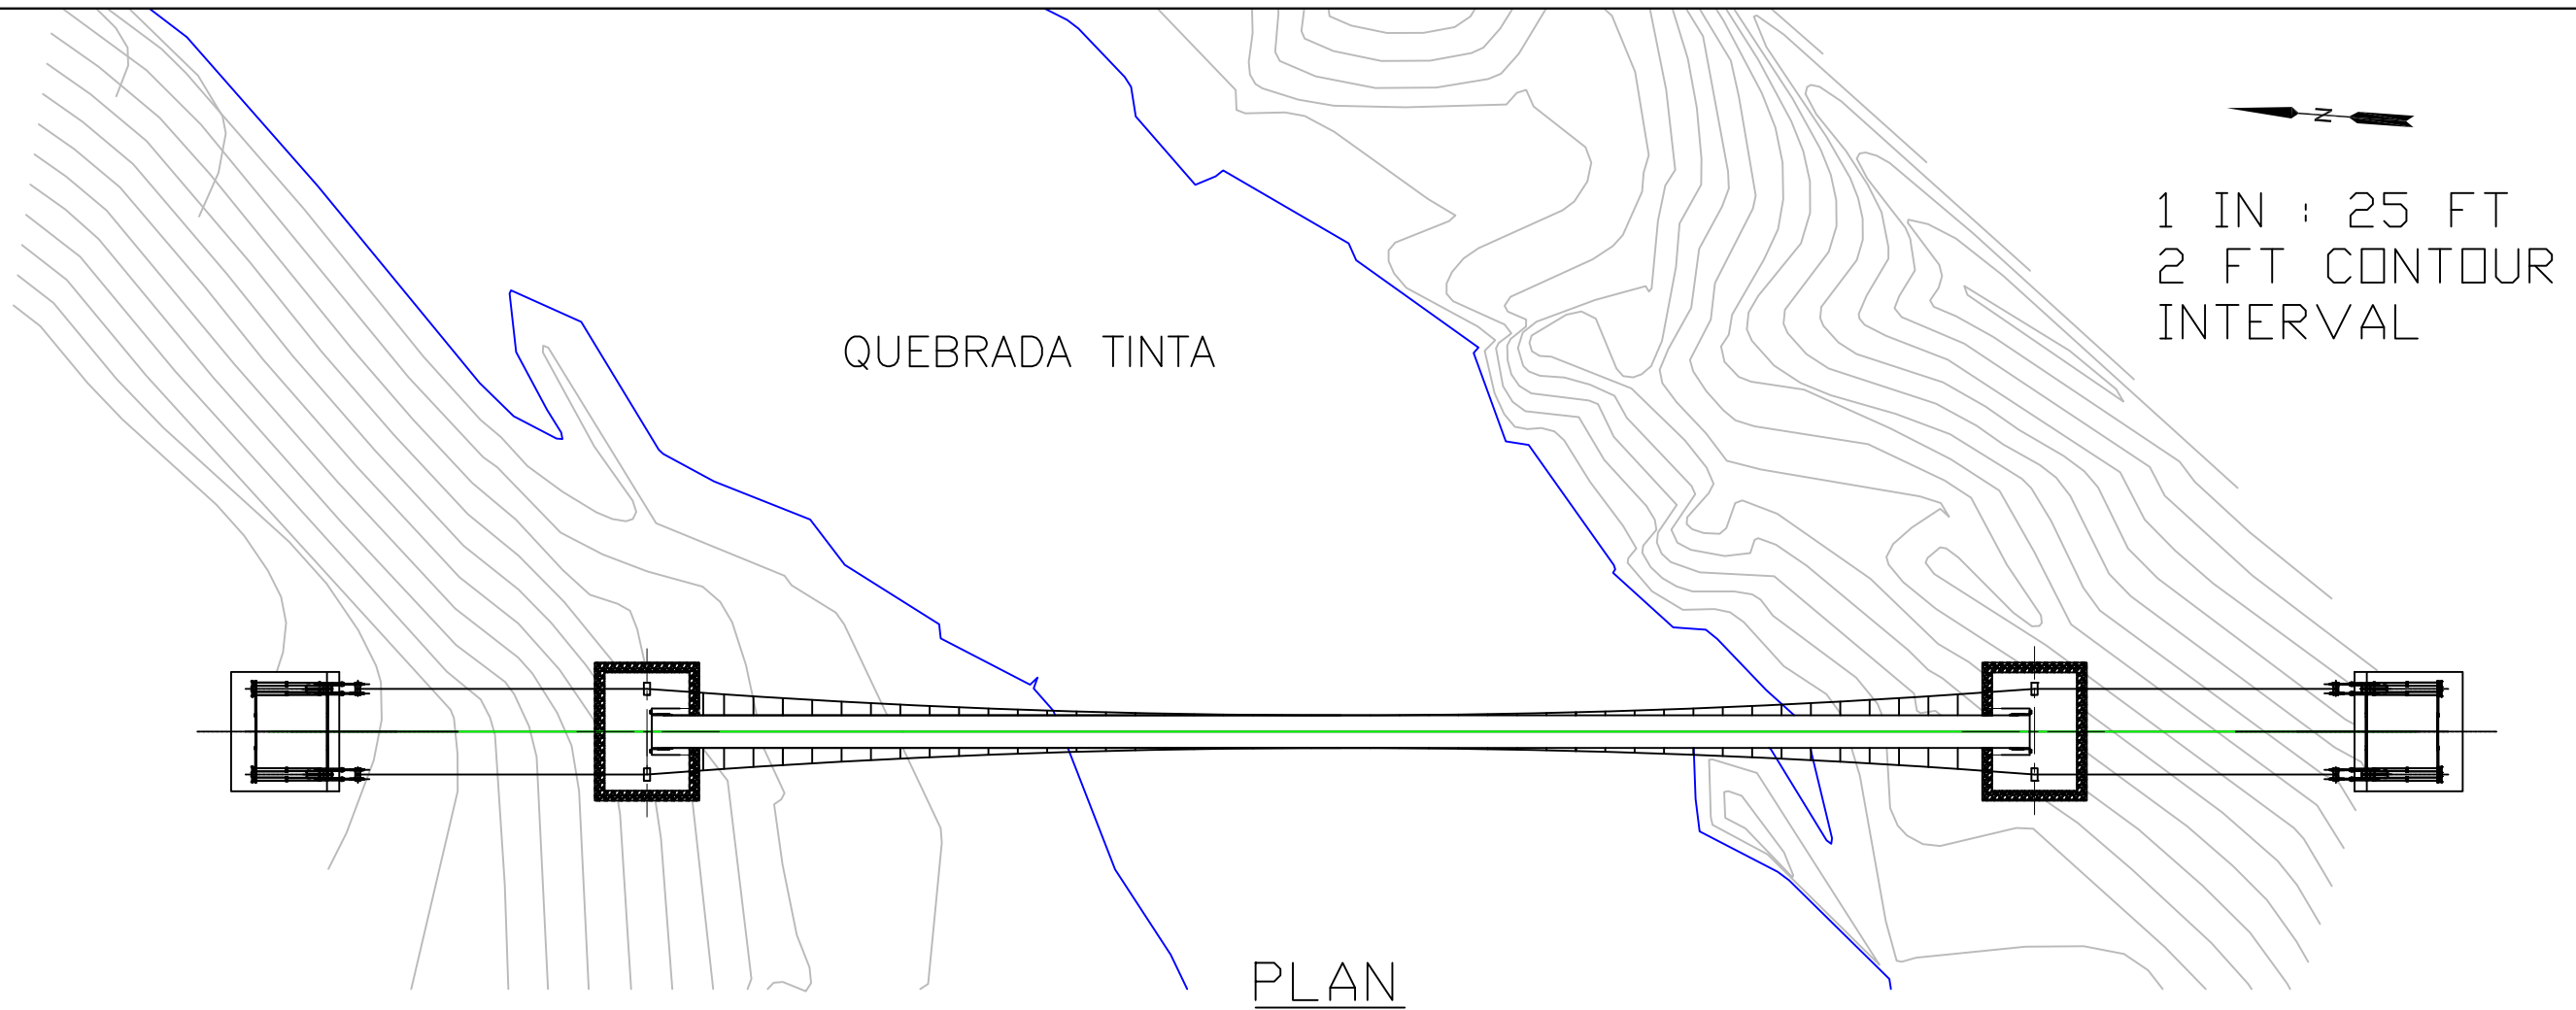 N
1 IN : 25 FT
2 FT CONTOUR
INTERVAL
QUEBRADA TINTA
PLAN